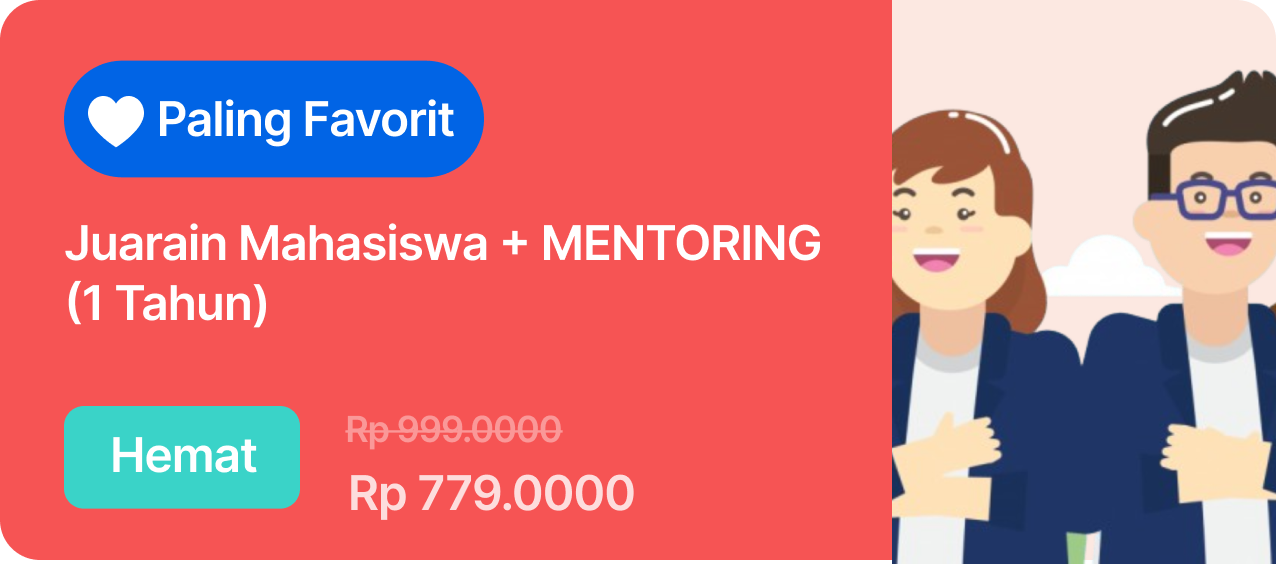 Paling Favorit
Juarain Mahasiswa + MENTORING
(1 Tahun)
Hemat
Rp 999.0000
Rp 779.0000